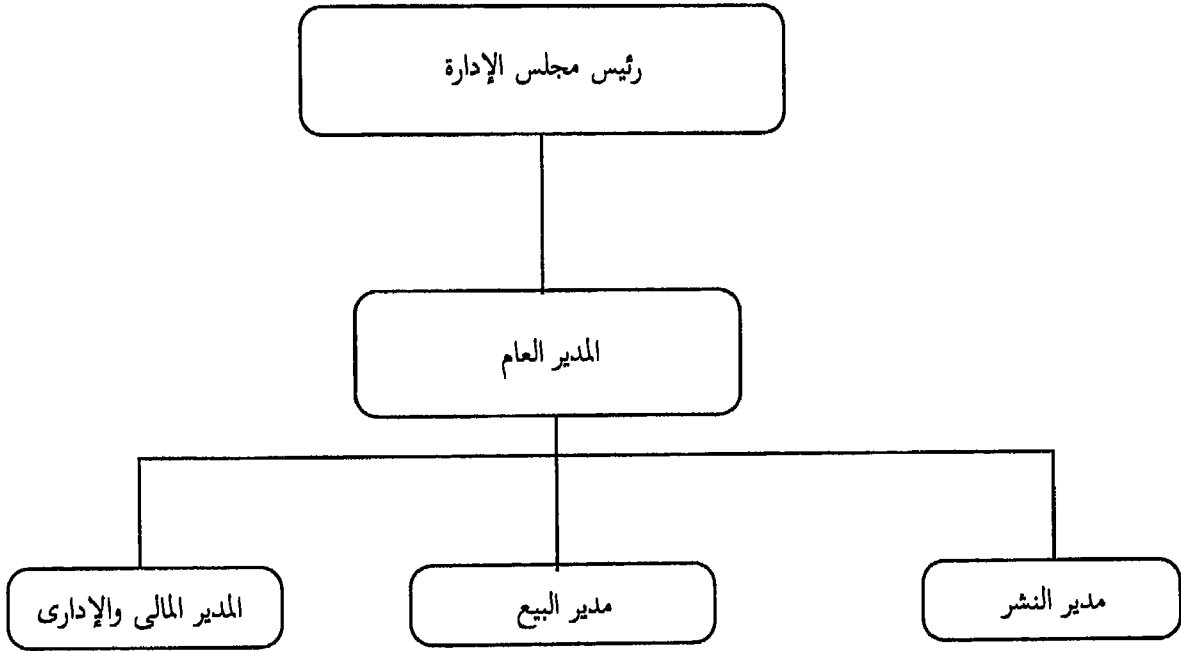 رئيس مجلس الإدارة
المدير العام
مدير النشر
مدير البيع
المدير المالى والإدارى